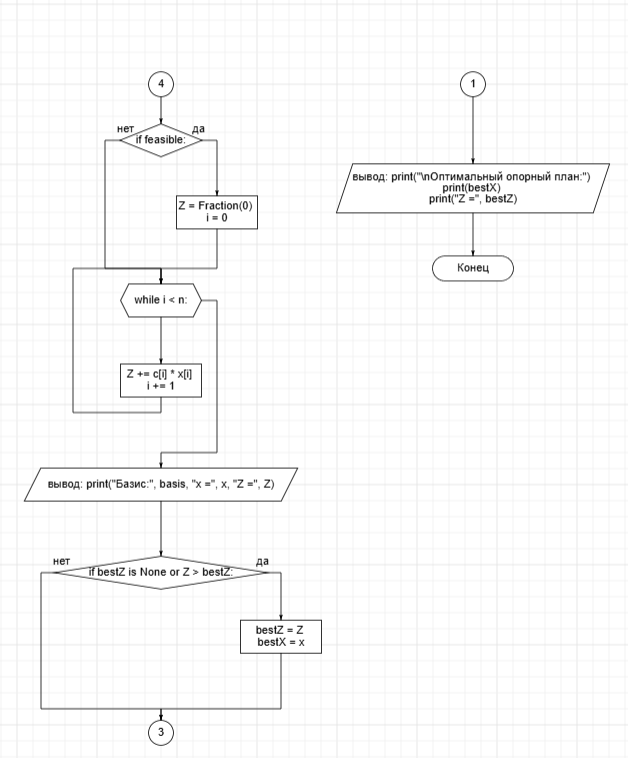 4
нет
да
if feasible:
Z = Fraction(0)
i = 0
while i < n:
Z += c[i] * x[i]
i += 1
вывод: print("Базис:", basis, "x =", x, "Z =", Z)
нет
да
if bestZ is None or Z > bestZ:
bestZ = Z
bestX = x
3
1
вывод: print("\nОптимальный опорный план:")
print(bestX)
print("Z =", bestZ)
Конец